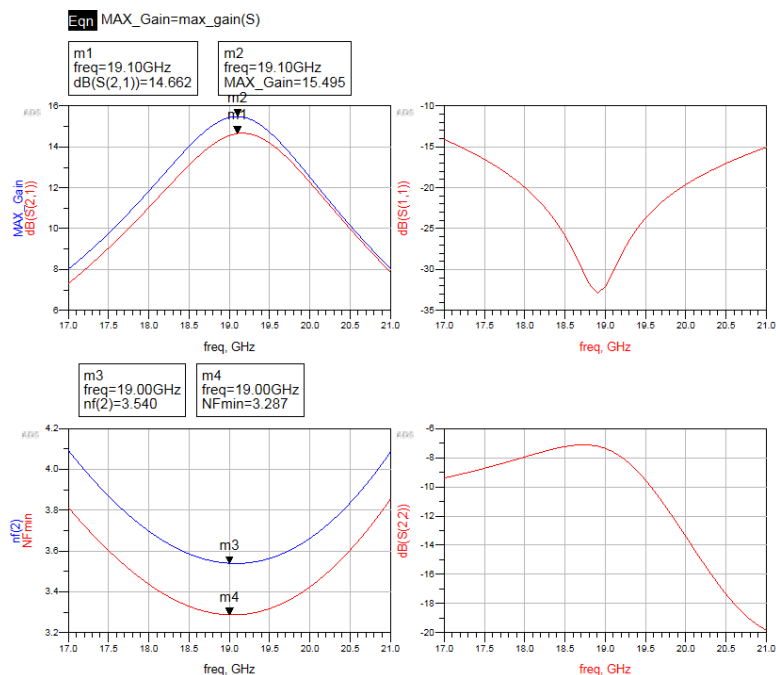 Eqn MAX_Gain=max_gain(S)
m1
freq=19.10GHz
dB(S(2,1))=14.662
m2
freq=19.10GHz
MAX_Gain=15.495
m2
m1
ADS
16
14
12
10
8
6
17.0 17.5 18.0 18.5 19.0 19.5 20.0 20.5 21.0
freq, GHz
MAX_Gain
dB(S(2,1))
ADS
-10
-15
-20
-25
-30
-35
17.0 17.5 18.0 18.5 19.0 19.5 20.0 20.5 21.0
freq, GHz
dB(S(1,1))
m3
freq=19.00GHz
nf(2)=3.540
m4
freq=19.00GHz
NFmin=3.287
ADS
4.2
4.0
3.8
3.6
3.4
3.2
m3
m4
17.0 17.5 18.0 18.5 19.0 19.5 20.0 20.5 21.0
freq, GHz
nf(2)
NFmin
ADS
-6
-8
-10
-12
-14
-16
-18
-20
17.0 17.5 18.0 18.5 19.0 19.5 20.0 20.5 21.0
freq, GHz
dB(S(2,2))